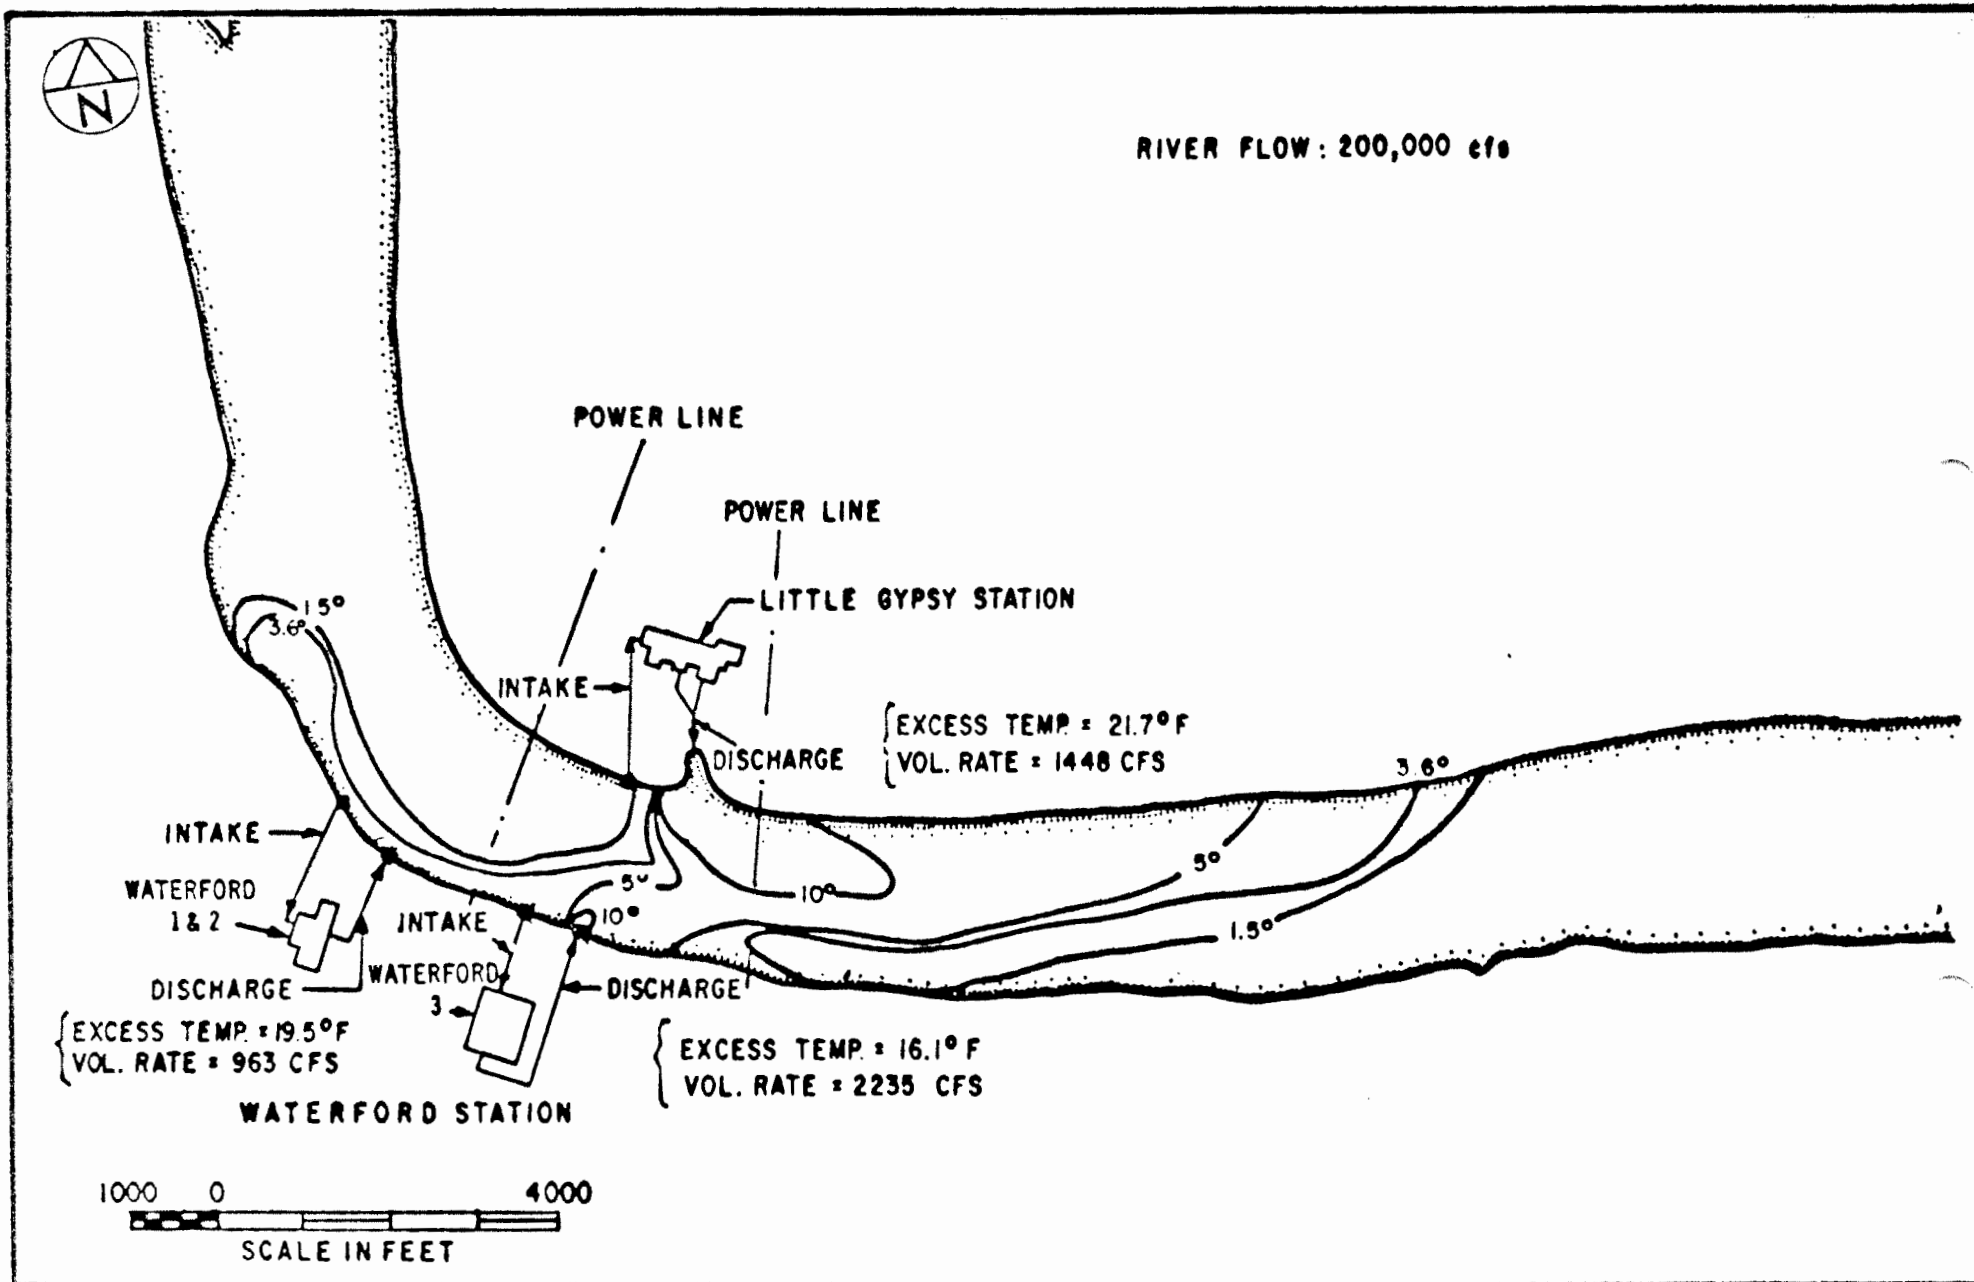 N
RIVER FLOW: 200,000 cfs
POWER LINE
POWER LINE
LITTLE GYPSY STATION
1.5°
3.6°
INTAKE
EXCESS TEMP. = 21.7° F
DISCHARGE
VOL. RATE = 1448 CFS
3.6°
INTAKE
5°
5°
10°
WATERFORD
1 & 2
INTAKE
10°
1.5°
DISCHARGE
WATERFORD
3
DISCHARGE
EXCESS TEMP. = 19.5°F
VOL. RATE = 963 CFS
EXCESS TEMP. = 16.1° F
VOL. RATE = 2235 CFS
WATERFORD STATION
1000 0 4000
SCALE IN FEET